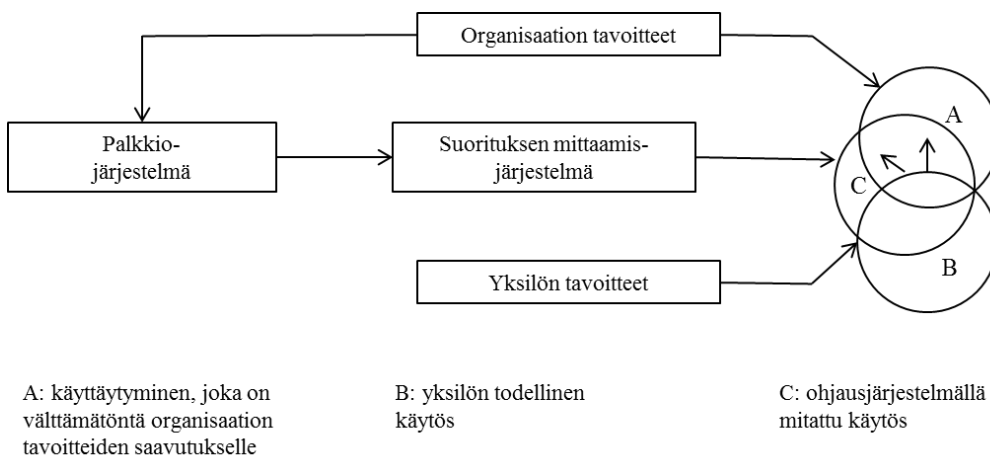 Organisaation tavoitteet
Palkkio-
järjestelmä
Suorituksen mittaamis-
järjestelmä
Yksilön tavoitteet
A
C
B
A: käyttäytyminen, joka on
välttämätöntä organisaation
tavoitteiden saavutukselle
B: yksilön todellinen
käytös
C: ohjausjärjestelmällä
mitattu käytös